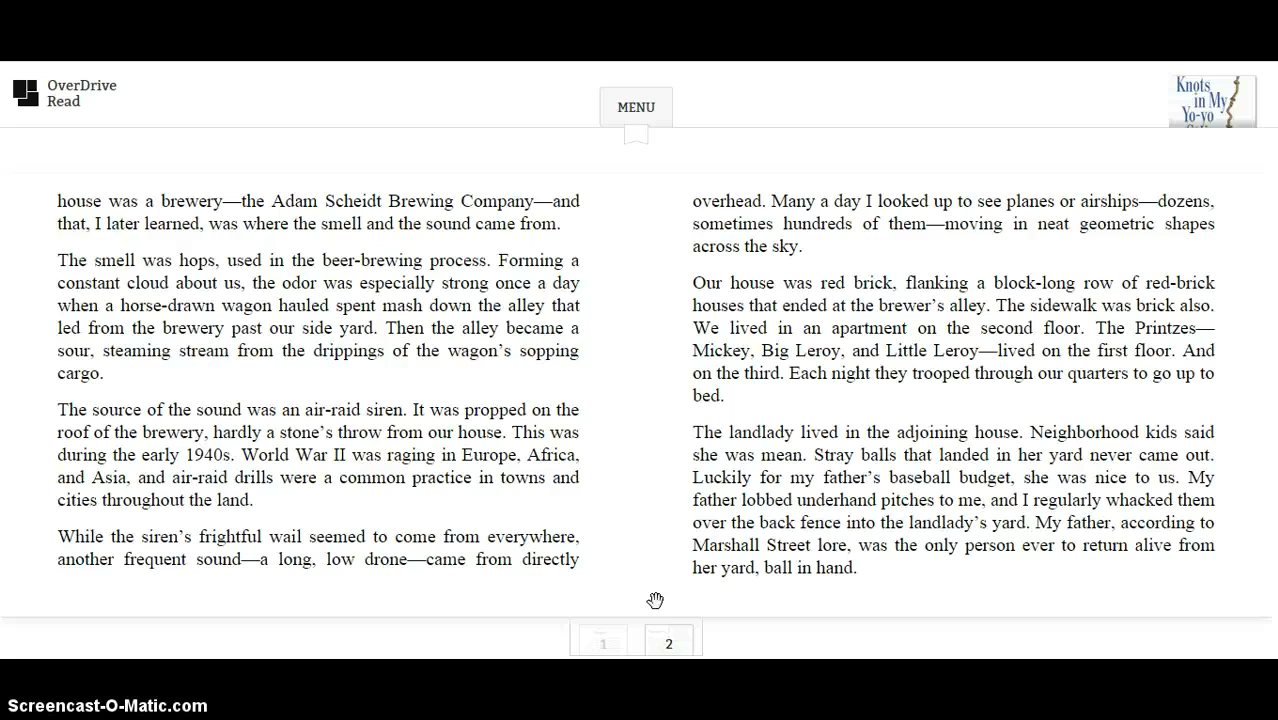 OverDrive
Read
MENU
Knots
in My
Yo-yo
house was a brewery—the Adam Scheidt Brewing Company—and
that, I later learned, was where the smell and the sound came from.
The smell was hops, used in the beer-brewing process. Forming a
constant cloud about us, the odor was especially strong once a day
when a horse-drawn wagon hauled spent mash down the alley that
led from the brewery past our side yard. Then the alley became a
sour, steaming stream from the drippings of the wagon’s sopping
cargo.
The source of the sound was an air-raid siren. It was propped on the
roof of the brewery, hardly a stone’s throw from our house. This was
during the early 1940s. World War II was raging in Europe, Africa,
and Asia, and air-raid drills were a common practice in towns and
cities throughout the land.
While the siren’s frightful wail seemed to come from everywhere,
another frequent sound—a long, low drone—came from directly
overhead. Many a day I looked up to see planes or airships—dozens,
sometimes hundreds of them—moving in neat geometric shapes
across the sky.
Our house was red brick, flanking a block-long row of red-brick
houses that ended at the brewer’s alley. The sidewalk was brick also.
We lived in an apartment on the second floor. The Printzes—
Mickey, Big Leroy, and Little Leroy—lived on the first floor. And
on the third. Each night they trooped through our quarters to go up to
bed.
The landlady lived in the adjoining house. Neighborhood kids said
she was mean. Stray balls that landed in her yard never came out.
Luckily for my father’s baseball budget, she was nice to us. My
father lobbed underhand pitches to me, and I regularly whacked them
over the back fence into the landlady’s yard. My father, according to
Marshall Street lore, was the only person ever to return alive from
her yard, ball in hand.
1
2
Screencast-O-Matic.com